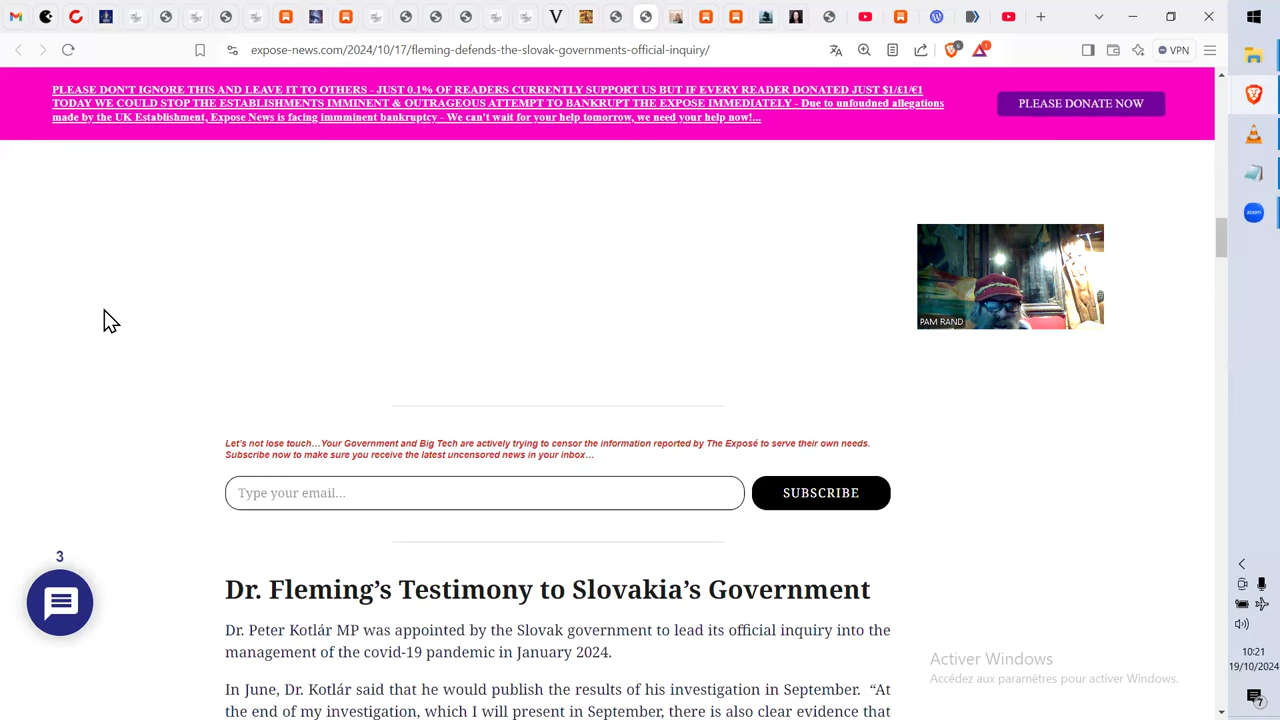 expose-news.com/2024/10/17/fleming-defends-the-slovak-governments-official-inquiry/
6
1
VPN
PLEASE DON'T IGNORE THIS AND LEAVE IT TO OTHERS - JUST 0.1% OF READERS CURRENTLY SUPPORT US BUT IF EVERY READER DONATED JUST $1/£1/€1
TODAY WE COULD STOP THE ESTABLISHMENTS IMMINENT & OUTRAGEOUS ATTEMPT TO BANKRUPT THE EXPOSE IMMEDIATELY - Due to unfoudned allegations
made by the UK Establishment, Expose News is facing immminent bankruptcy - We can't wait for your help tomorrow, we need your help now!...
PLEASE DONATE NOW
zoom
PAM RAND
Let's not lose touch…Your Government and Big Tech are actively trying to censor the information reported by The Exposé to serve their own needs.
Subscribe now to make sure you receive the latest uncensored news in your inbox…
Type your email…
SUBSCRIBE
3
Dr. Fleming's Testimony to Slovakia's Government
Dr. Peter Kotlár MP was appointed by the Slovak government to lead its official inquiry into the
management of the covid-19 pandemic in January 2024.
In June, Dr. Kotlár said that he would publish the results of his investigation in September. "At
the end of my investigation, which I will present in September, there is also clear evidence that
Activer Windows
Accédez aux paramètres pour activer Windows.
10:21
19/10/2024
7